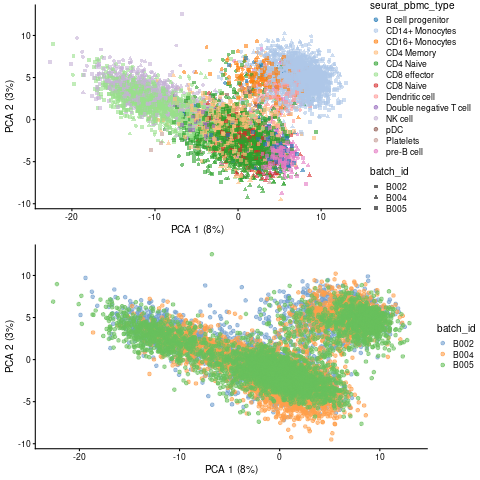 seurat_pbmc_type
B cell progenitor
CD14+ Monocytes
CD16+ Monocytes
CD4 Memory
CD4 Naive
CD8 effector
CD8 Naive
Dendritic cell
Double negative T cell
NK cell
pDC
Platelets
pre-B cell
batch_id
B002
B004
B005
10
5
0
-5
-10
PCA 2 (3%)
-20
-10
0
10
PCA 1 (8%)
10
5
0
-5
-10
PCA 2 (3%)
batch_id
B002
B004
B005
-20
-10
0
10
PCA 1 (8%)